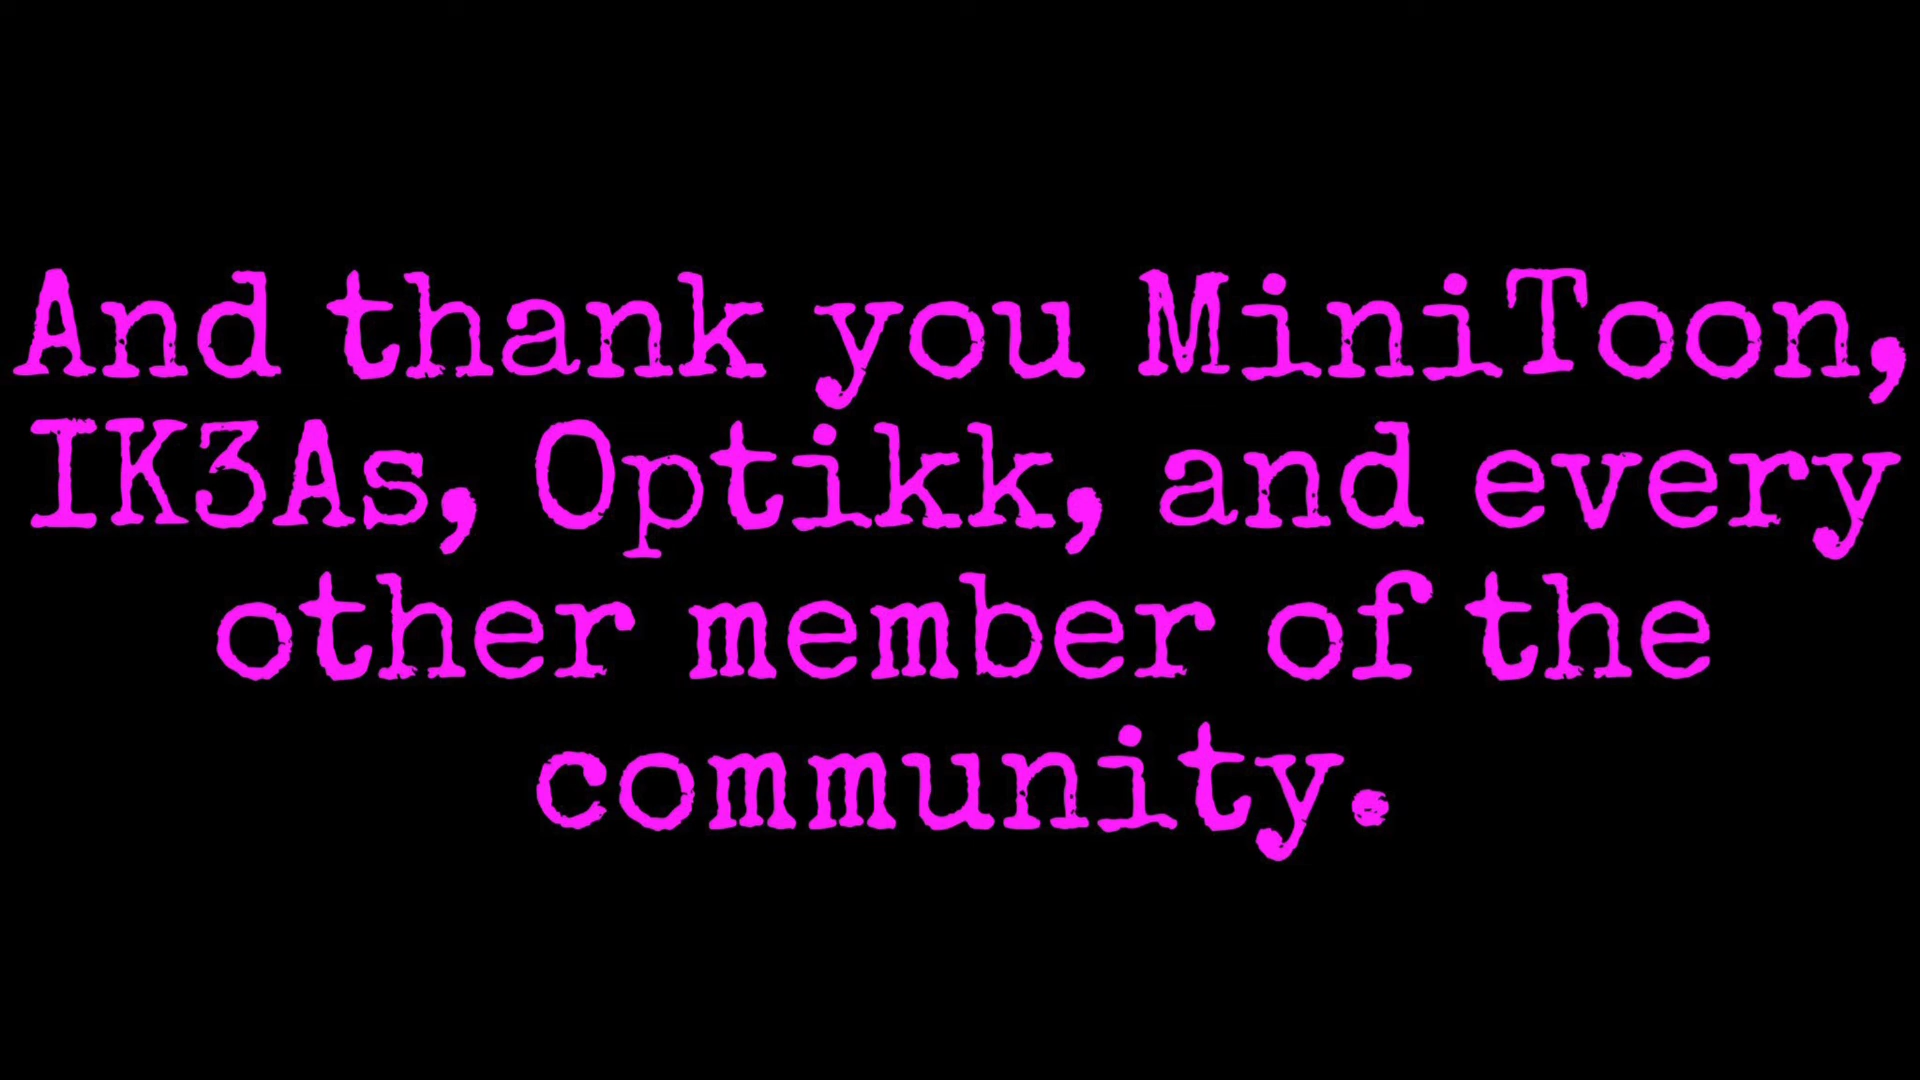 And thank you MiniToon,
IK3As, Optikk, and every
other member of the
community.